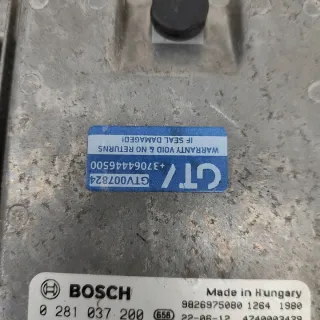 GTV
GTV007824
+37064446500
WARRANTY VOID & NO RETURNS
IF SEAL DAMAGED!
BOSCH
Made in Hungary
0 281 037 200
9826975080 1264 1980
22-06-12 4740003429